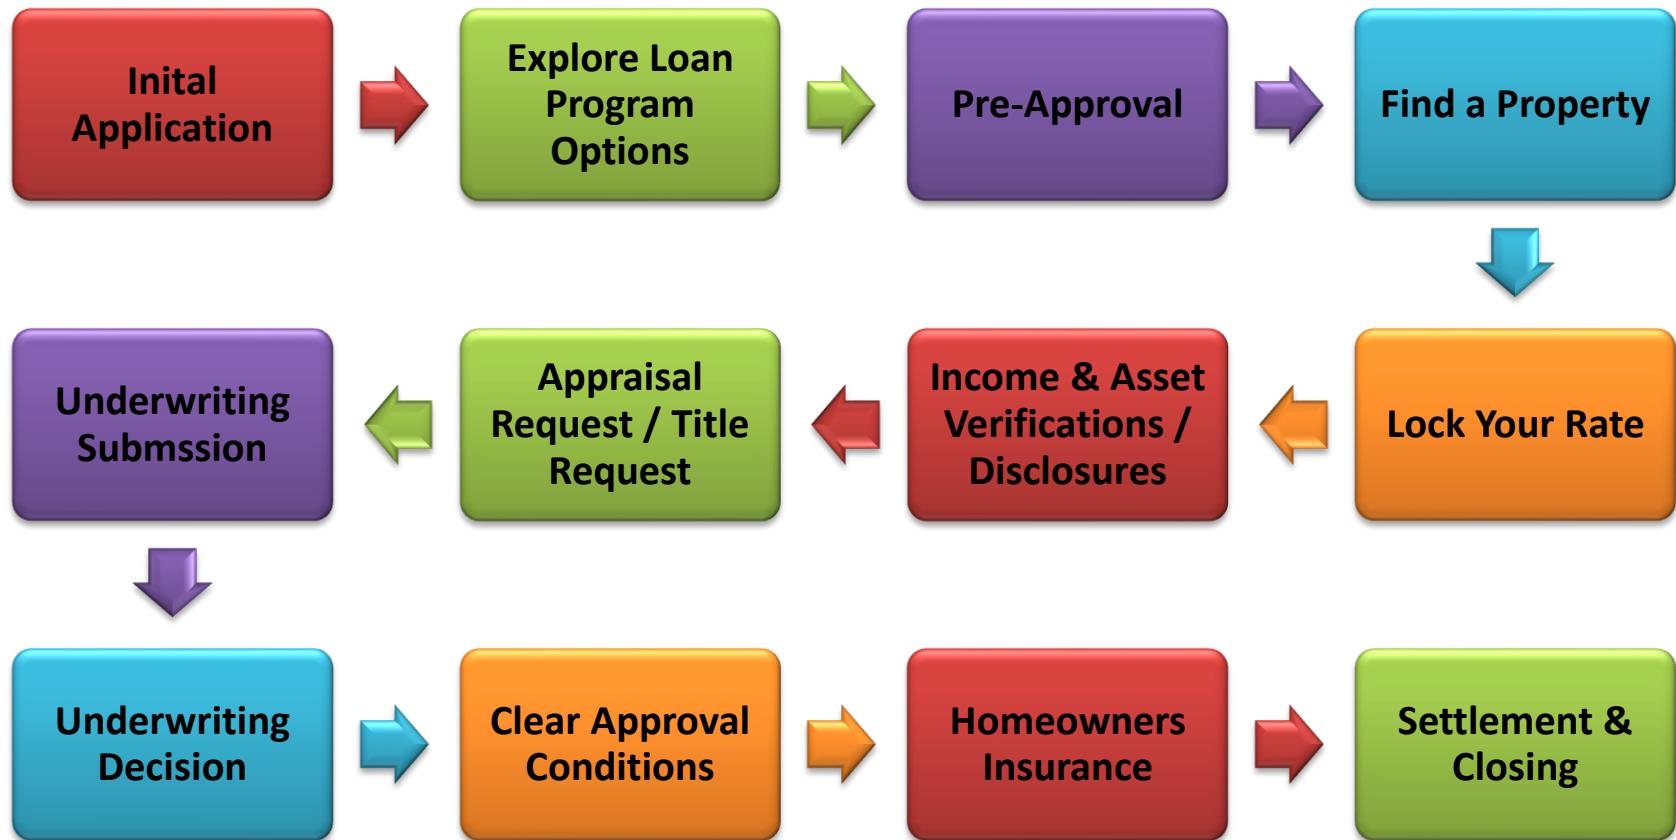 Inital
Application
Explore Loan
Program
Options
Pre-Approval
Find a Property
Lock Your Rate
Income & Asset
Verifications /
Disclosures
Appraisal
Request / Title
Request
Underwriting
Submssion
Underwriting
Decision
Clear Approval
Conditions
Homeowners
Insurance
Settlement &
Closing